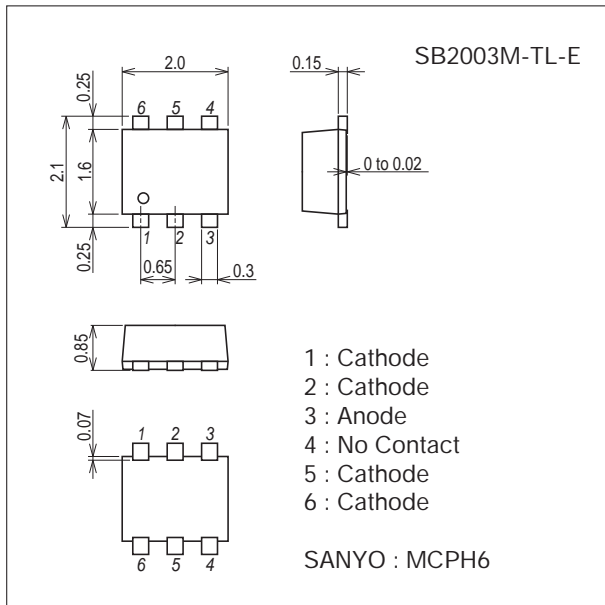 SB2003M-TL-E
2.0
0.15
0.25
6 5 4
2.1
1.6
0 to 0.02
0.25
1 2 3
0.65
0.3
0.85
1 : Cathode
2 : Cathode
3 : Anode
4 : No Contact
5 : Cathode
6 : Cathode
0.07
1 2 3
6 5 4
SANYO : MCPH6